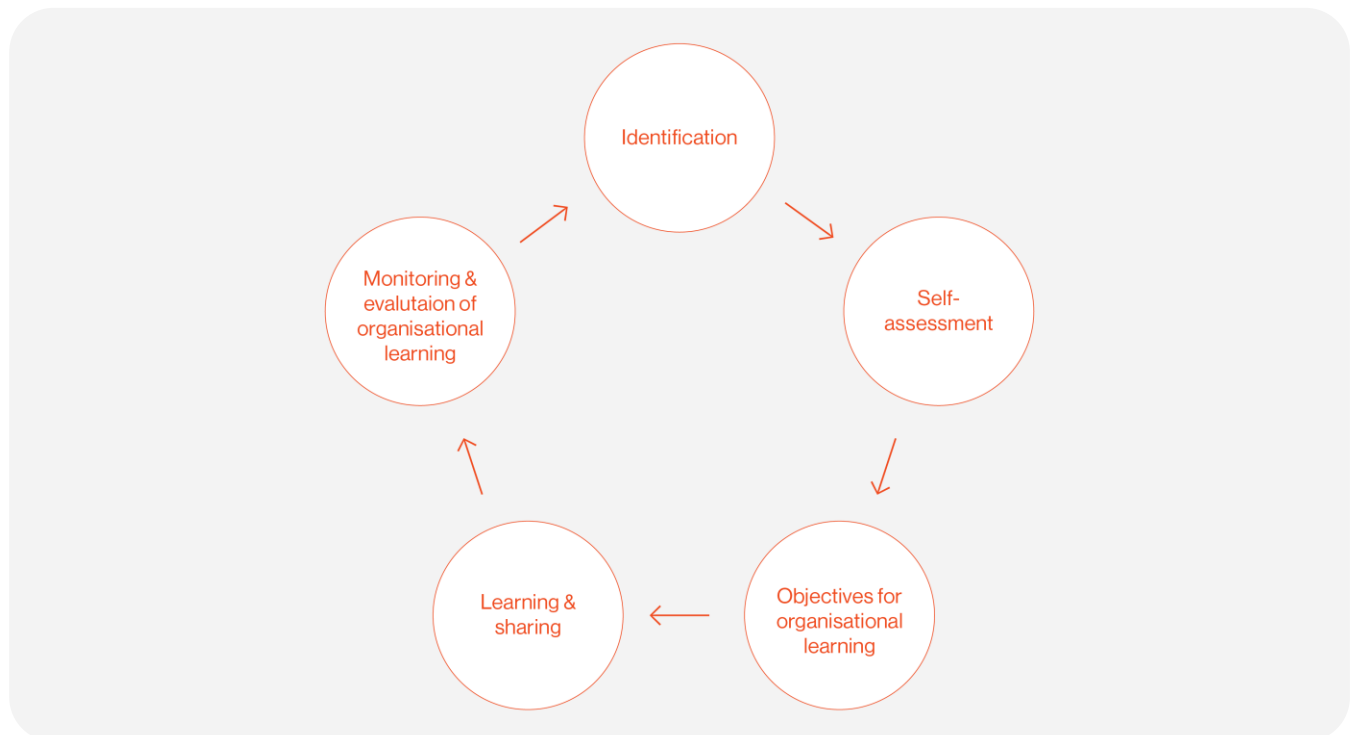 Identification
Self-
assessment
Objectives for
organisational
learning
Learning &
sharing
Monitoring &
evalutaion of
organisational
learning